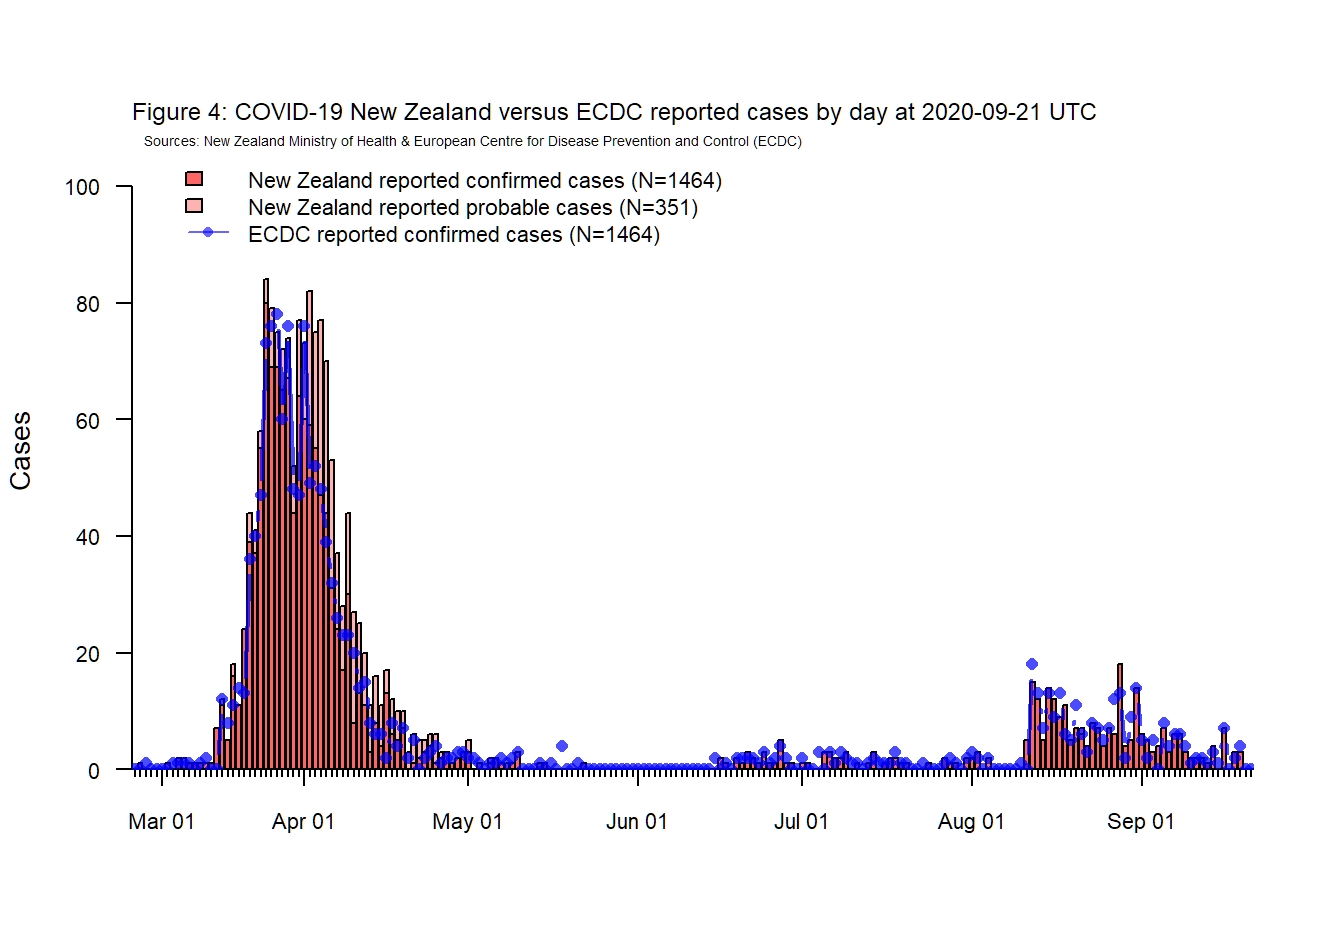 Figure 4: COVID-19 New Zealand versus ECDC reported cases by day at 2020-09-21 UTC
Sources: New Zealand Ministry of Health & European Centre for Disease Prevention and Control (ECDC)
New Zealand reported confirmed cases (N=1464)
New Zealand reported probable cases (N=351)
ECDC reported confirmed cases (N=1464)
Cases
100
80
60
40
20
0
Mar 01
Apr 01
May 01
Jun 01
Jul 01
Aug 01
Sep 01